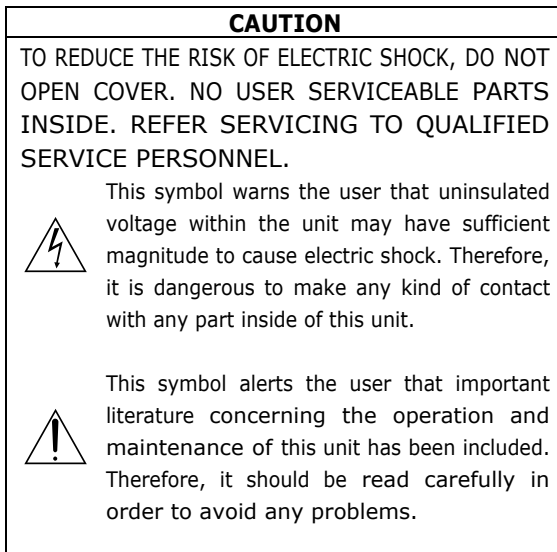 CAUTION
TO REDUCE THE RISK OF ELECTRIC SHOCK, DO NOT
OPEN COVER. NO USER SERVICEABLE PARTS
INSIDE. REFER SERVICING TO QUALIFIED
SERVICE PERSONNEL.
This symbol warns the user that uninsulated
voltage within the unit may have sufficient
magnitude to cause electric shock. Therefore,
it is dangerous to make any kind of contact
with any part inside of this unit.
This symbol alerts the user that important
literature concerning the operation and
maintenance of this unit has been included.
Therefore, it should be read carefully in
order to avoid any problems.